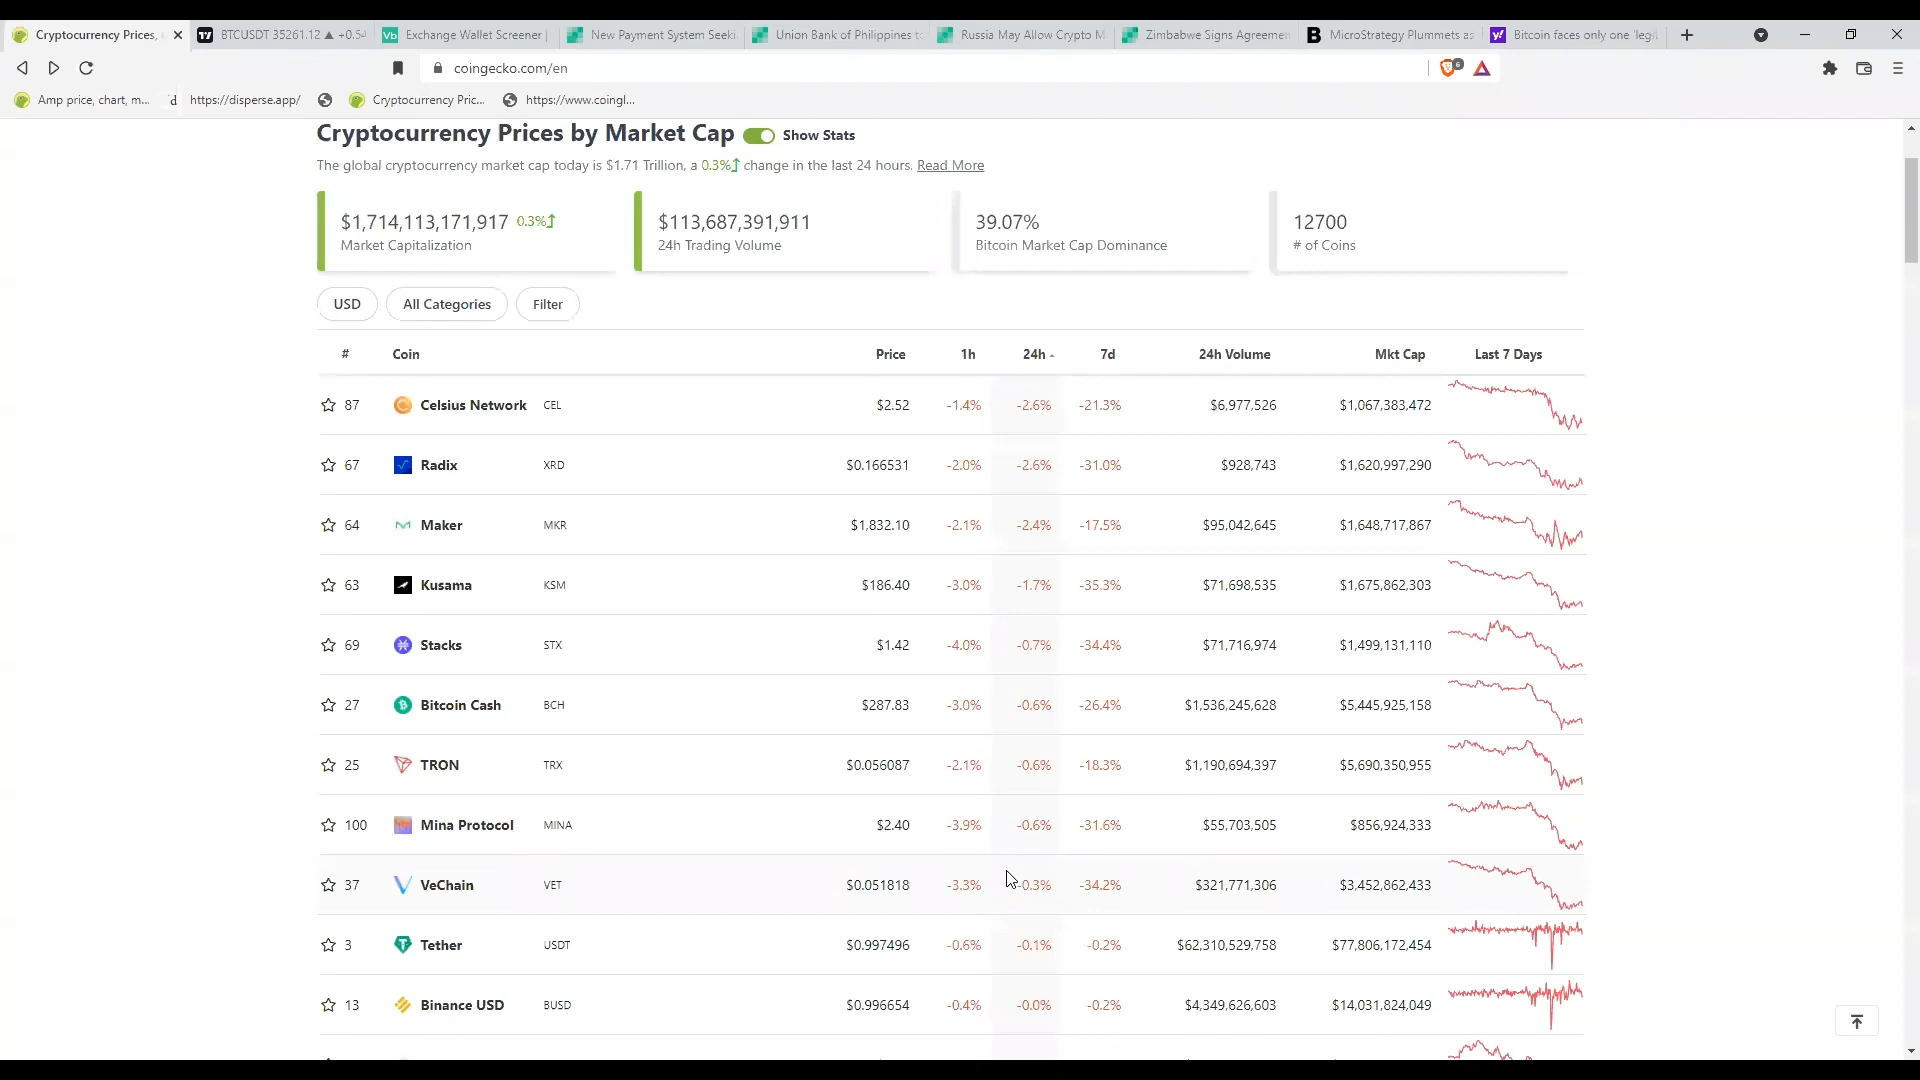 Cryptocurrency Prices,
BTCUSDT 35261.12 ▲ +0.54
Exchange Wallet Screener |
New Payment System Seeki
Union Bank of Philippines to
Russia May Allow Crypto M
Zimbabwe Signs Agreemen
MicroStrategy Plummets as
Bitcoin faces only one 'legi
coingecko.com/en
6
Amp price, chart, m...
d https://disperse.app/
Cryptocurrency Pric...
https://www.coingl...
Cryptocurrency Prices by Market Cap
Show Stats
The global cryptocurrency market cap today is $1.71 Trillion, a 0.3% change in the last 24 hours. Read More
$1,714,113,171,917 0.3%
Market Capitalization
$113,687,391,911
24h Trading Volume
39.07%
Bitcoin Market Cap Dominance
12700
# of Coins
USD All Categories Filter
# Coin Price 1h 24h 7d 24h Volume Mkt Cap Last 7 Days
87 Celsius Network CEL $2.52 -1.4% -2.6% -21.3% $6,977,526 $1,067,383,472
67 Radix XRD $0.166531 -2.0% -2.6% -31.0% $928,743 $1,620,997,290
64 Maker MKR $1,832.10 -2.1% -2.4% -17.5% $95,042,645 $1,648,717,867
63 Kusama KSM $186.40 -3.0% -1.7% -35.3% $71,698,535 $1,675,862,303
69 Stacks STX $1.42 -4.0% -0.7% -34.4% $71,716,974 $1,499,131,110
27 Bitcoin Cash BCH $287.83 -3.0% -0.6% -26.4% $1,536,245,628 $5,445,925,158
25 TRON TRX $0.056087 -2.1% -0.6% -18.3% $1,190,694,397 $5,690,350,955
100 Mina Protocol MINA $2.40 -3.9% -0.6% -31.6% $55,703,505 $856,924,333
37 VeChain VET $0.051818 -3.3% -0.3% -34.2% $321,771,306 $3,452,862,433
3 Tether USDT $0.997496 -0.6% -0.1% -0.2% $62,310,529,758 $77,806,172,454
13 Binance USD BUSD $0.996654 -0.4% -0.0% -0.2% $4,349,626,603 $14,031,824,049